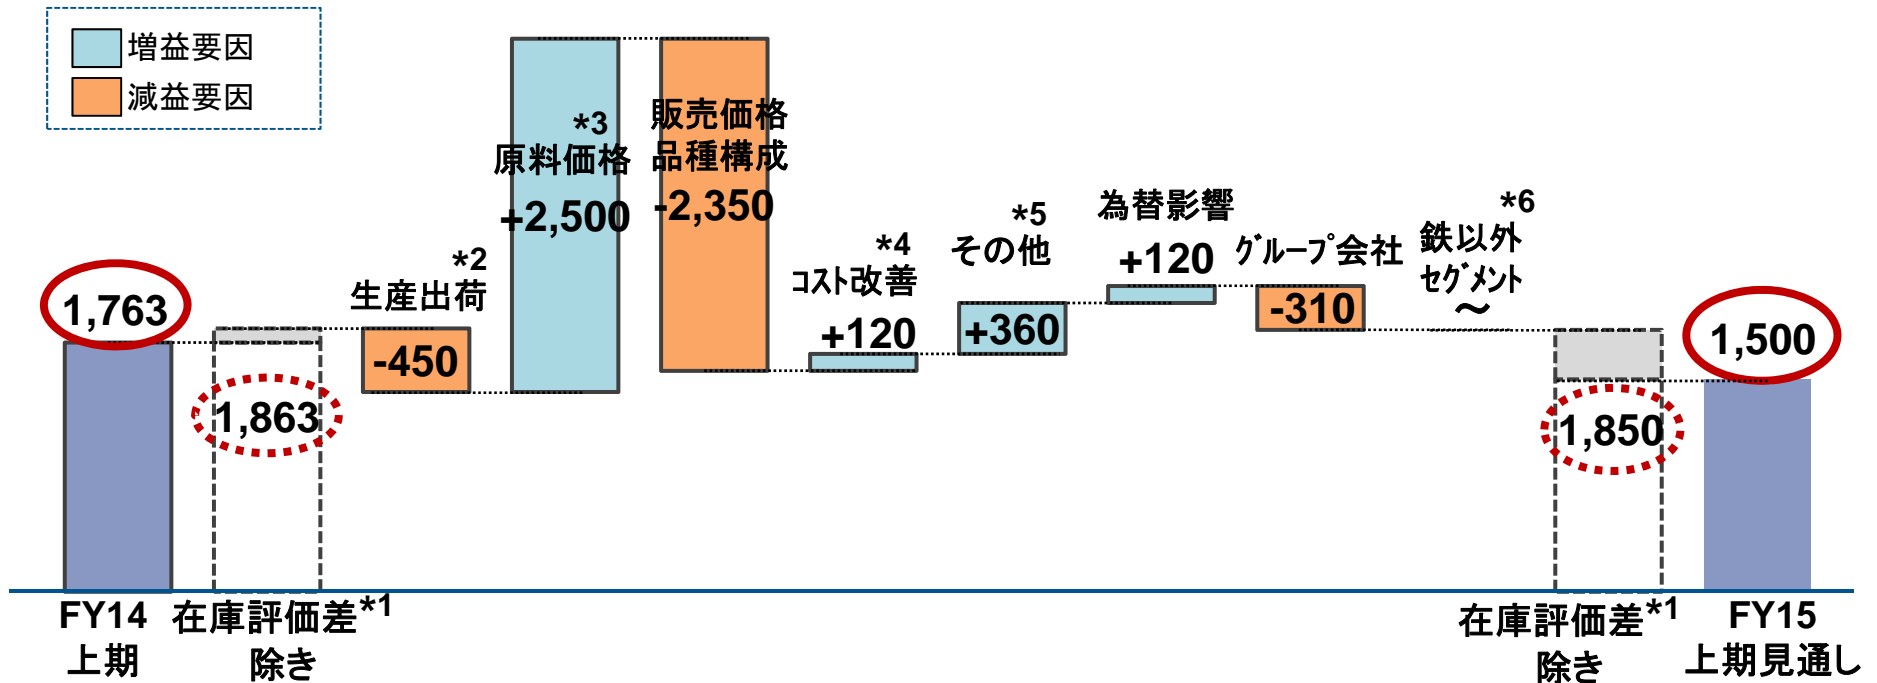 増益要因
減益要因
1,763
1,863
*2
生産出荷
-450
*3
原料価格
+2,500
販売価格
品種構成
-2,350
*4
コスト改善
+120
*5
その他
+360
為替影響
+120
グループ会社
-310
*6
鉄以外
セグメント
～
1,850
1,500
FY14
上期
在庫評価差*1
除き
在庫評価差*1
除き
FY15
上期見通し